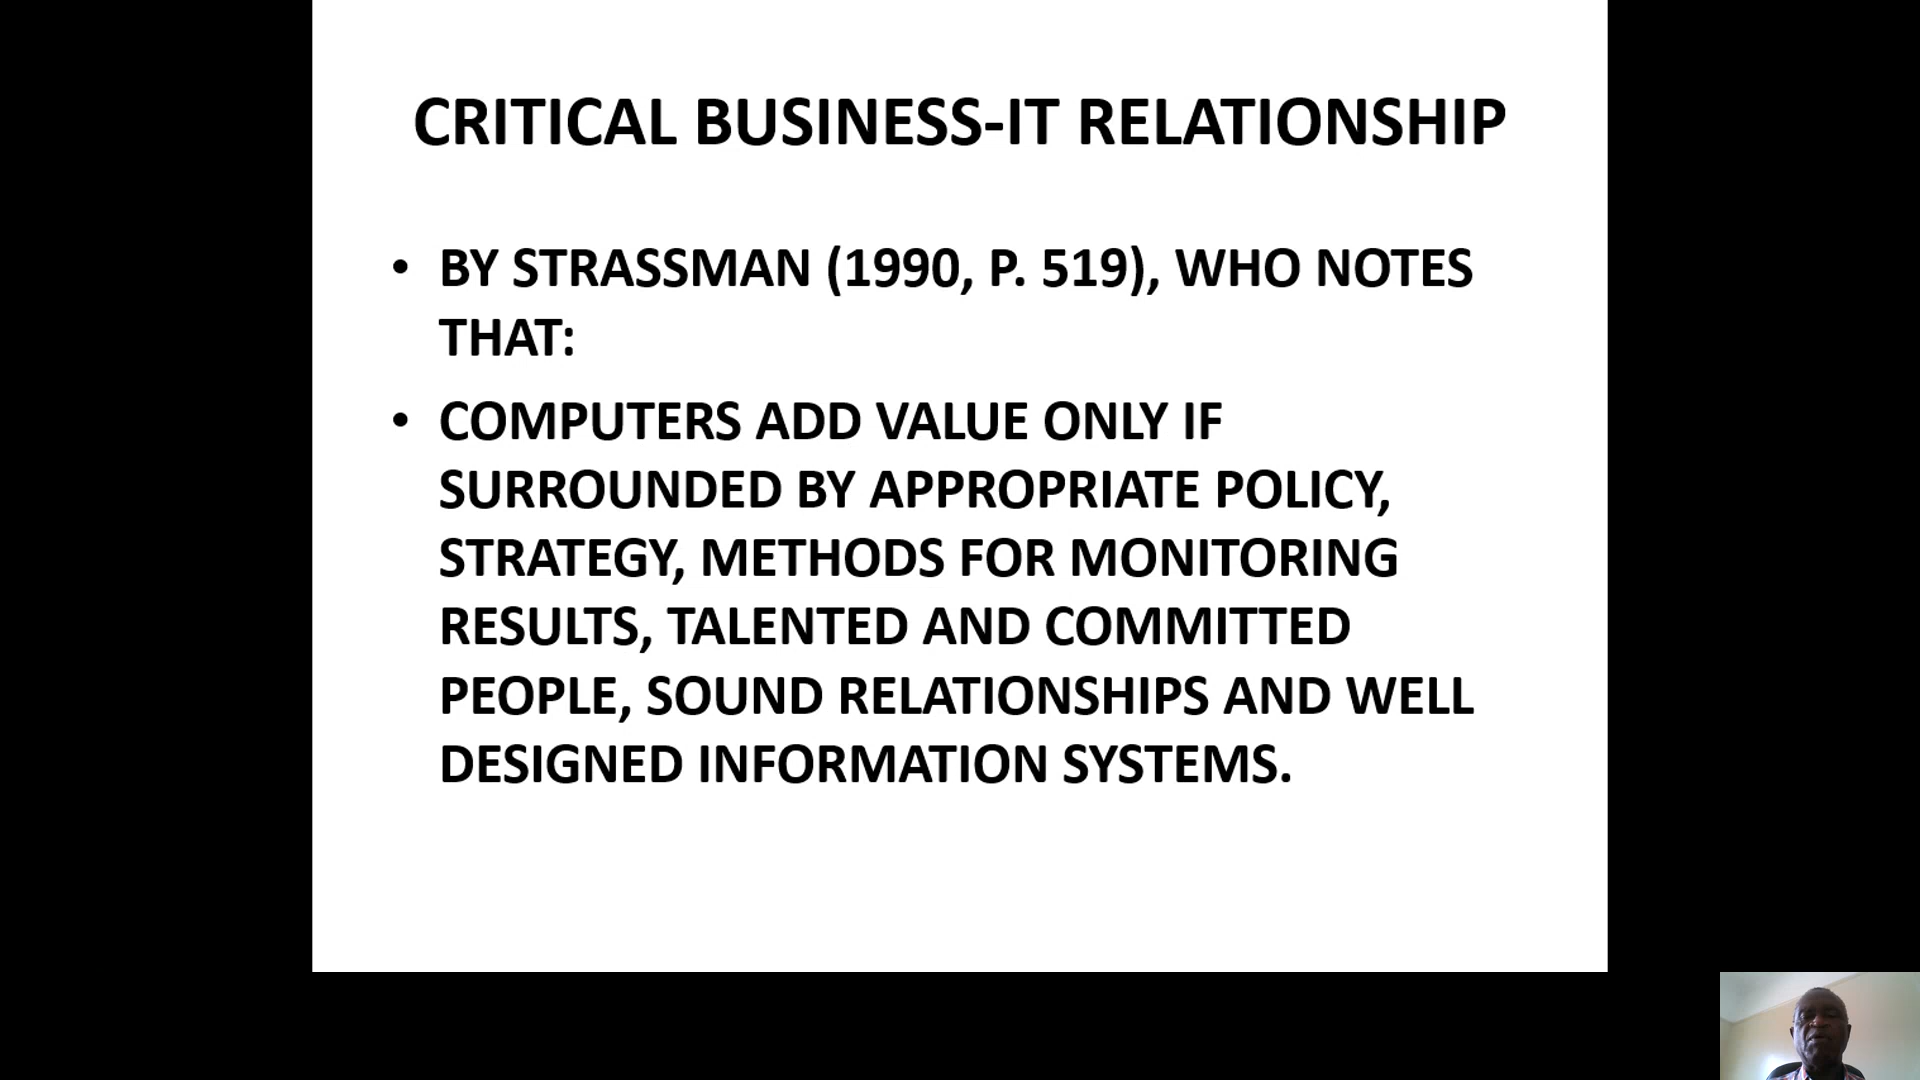 CRITICAL BUSINESS-IT RELATIONSHIP
• BY STRASSMAN (1990, P. 519), WHO NOTES
THAT:
• COMPUTERS ADD VALUE ONLY IF
SURROUNDED BY APPROPRIATE POLICY,
STRATEGY, METHODS FOR MONITORING
RESULTS, TALENTED AND COMMITTED
PEOPLE, SOUND RELATIONSHIPS AND WELL
DESIGNED INFORMATION SYSTEMS.